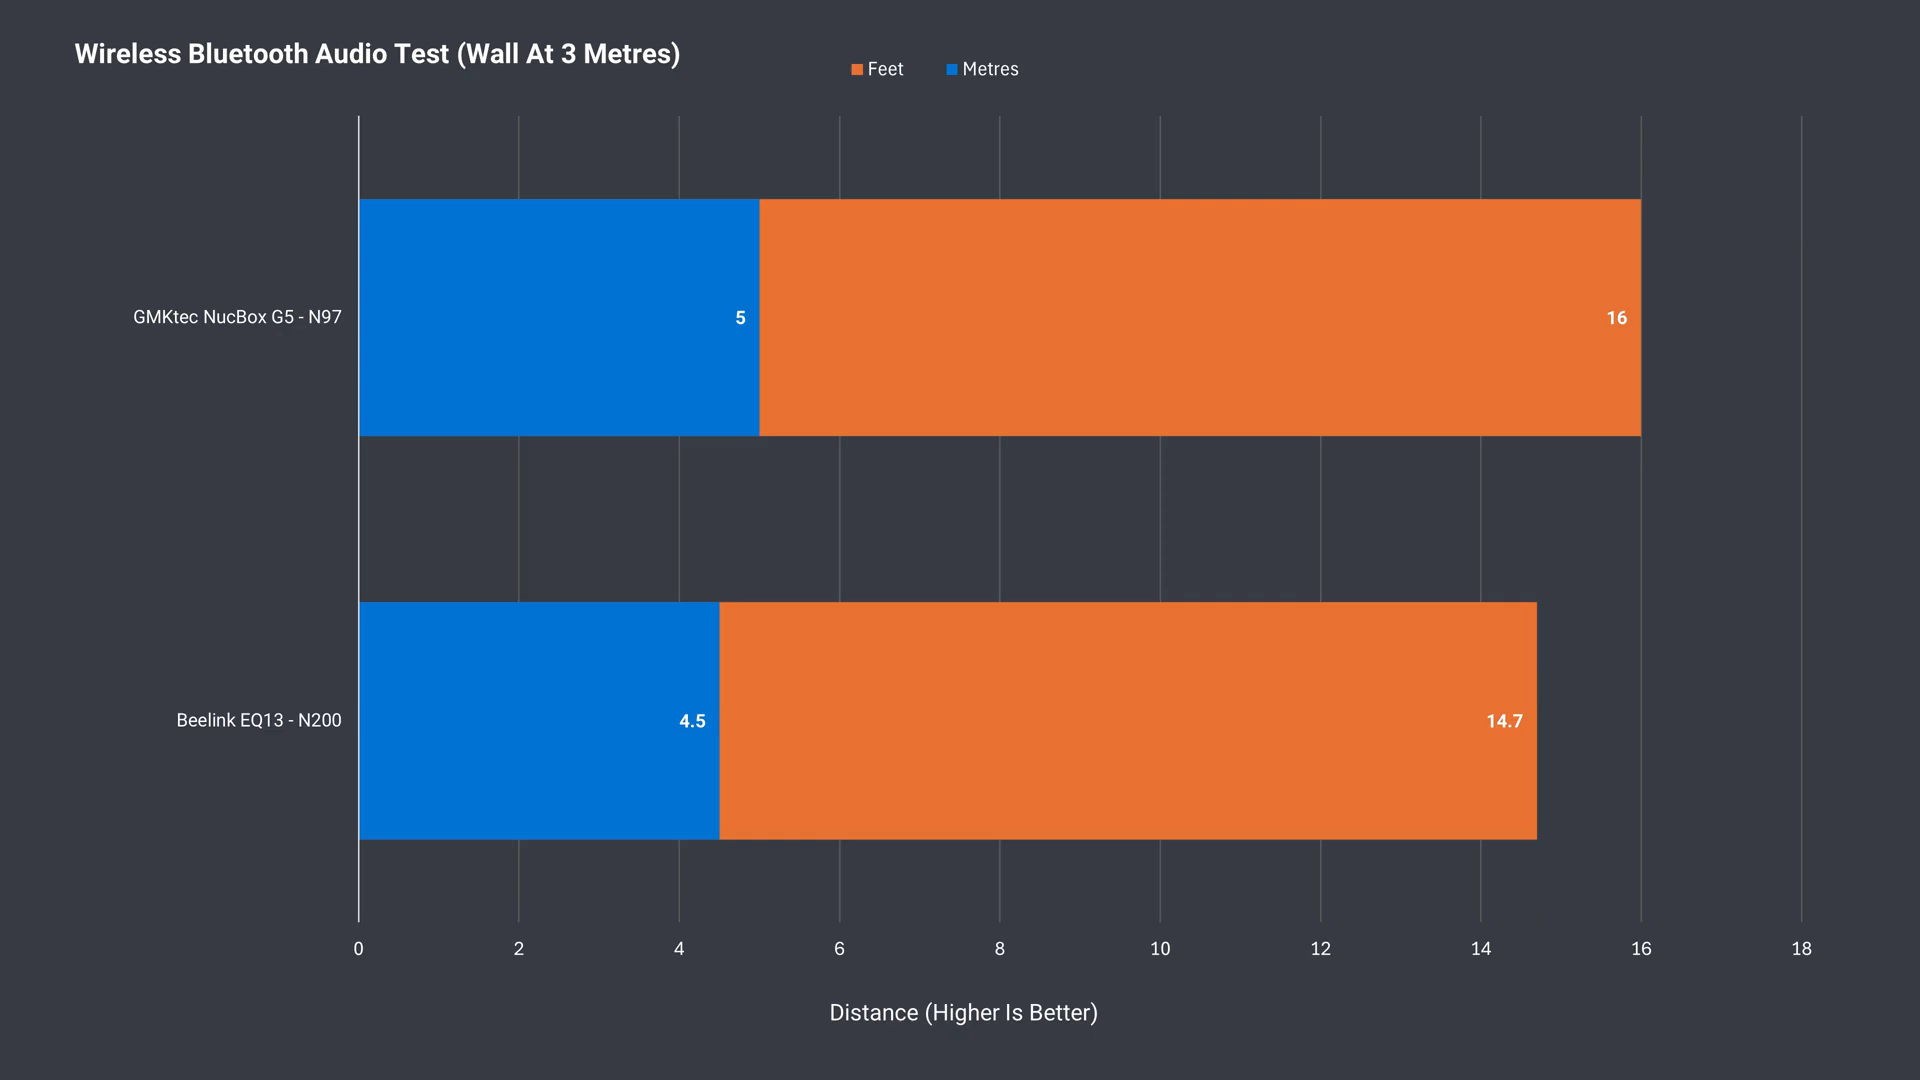 Wireless Bluetooth Audio Test (Wall At 3 Metres)
Feet Metres
GMKtec NucBox G5 - N97
5 16
Beelink EQ13 - N200
4.5 14.7
0 2 4 6 8 10 12 14 16 18
Distance (Higher Is Better)